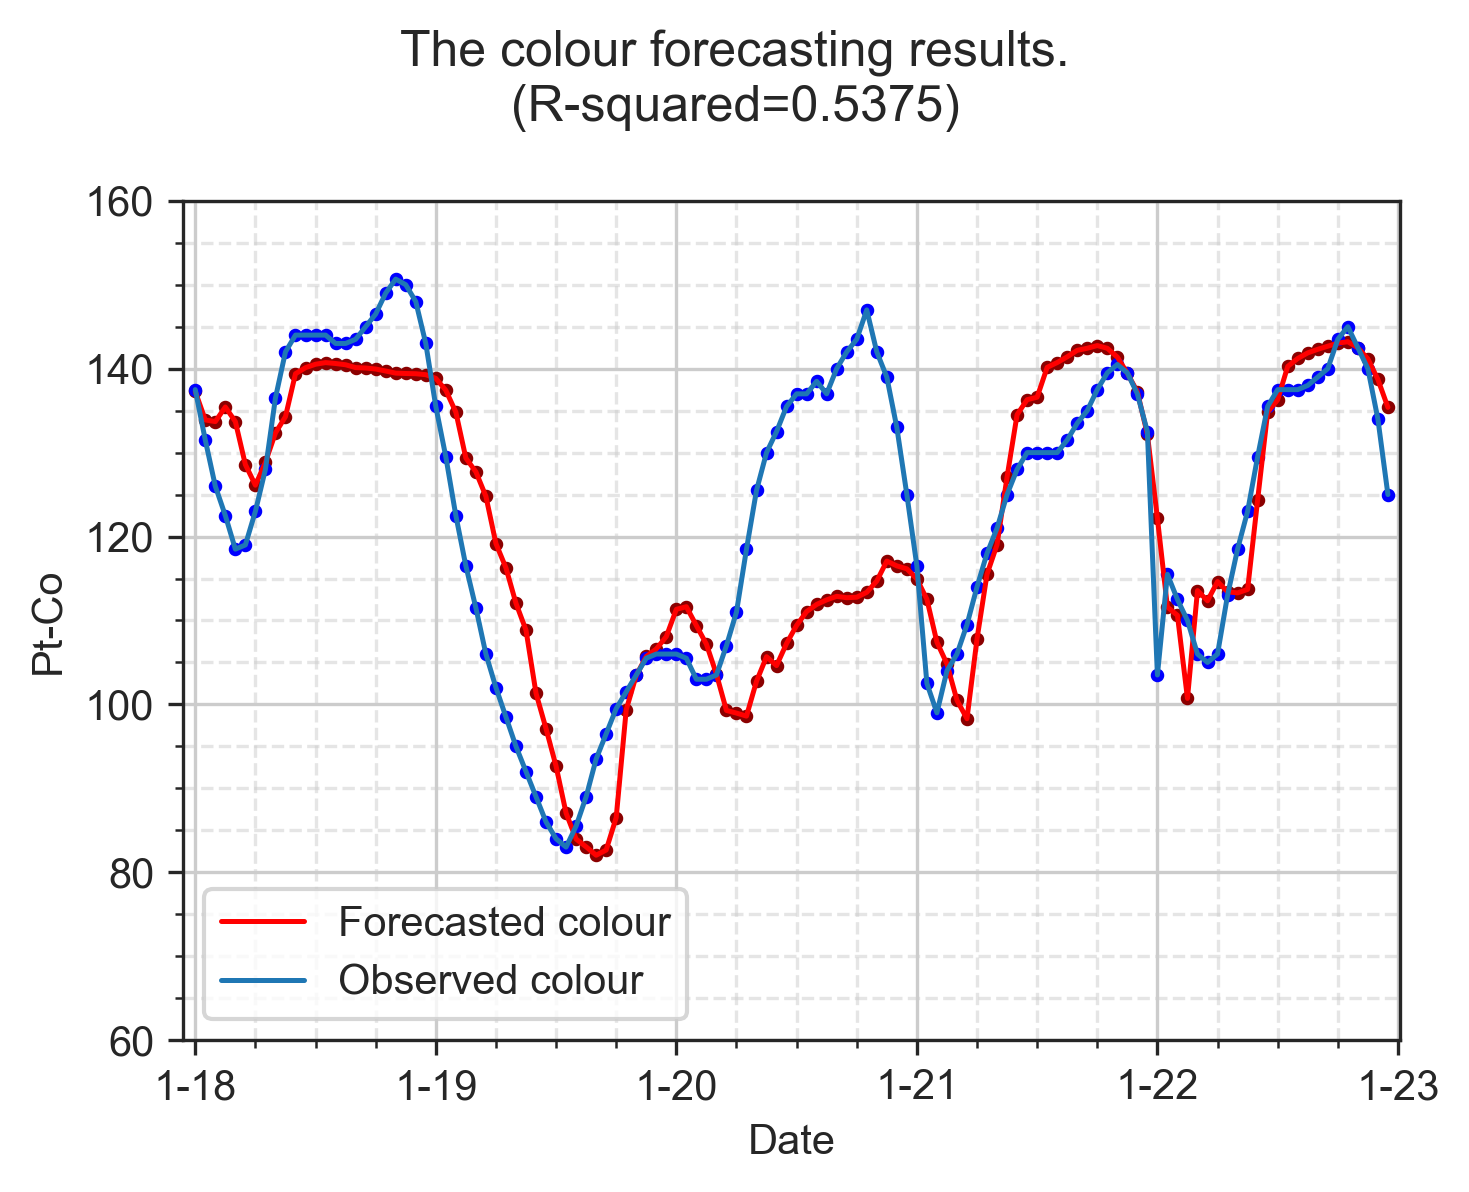 The colour forecasting results.
(R-squared=0.5375)
160
140
120
100
80
60
Pt-Co
Forecasted colour
Observed colour
1-18 1-19 1-20 1-21 1-22 1-23
Date